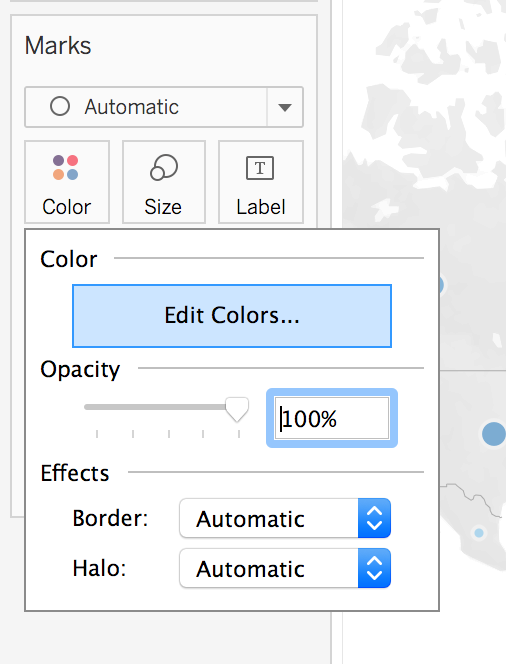 Marks
Automatic
Color Size Label
Color
Edit Colors...
Opacity
100%
Effects
Border: Automatic
Halo: Automatic